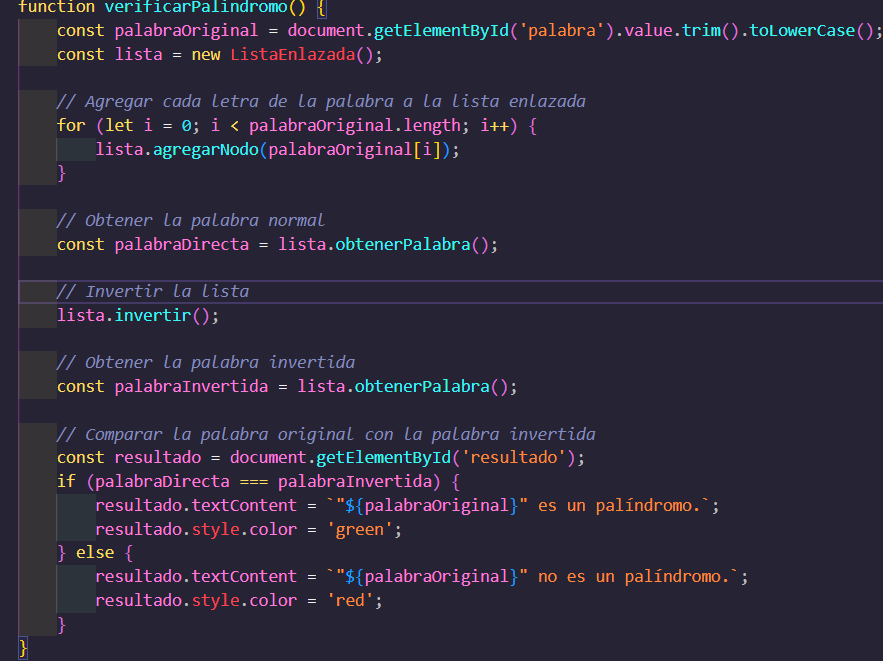 function verificarPalindromo() {
    const palabraOriginal = document.getElementById('palabra').value.trim().toLowerCase();
    const lista = new ListaEnlazada();

    // Agregar cada letra de la palabra a la lista enlazada
    for (let i = 0; i < palabraOriginal.length; i++) {
        lista.agregarNodo(palabraOriginal[i]);
    }

    // Obtener la palabra normal
    const palabraDirecta = lista.obtenerPalabra();

    // Invertir la lista
    lista.invertir();

    // Obtener la palabra invertida
    const palabraInvertida = lista.obtenerPalabra();

    // Comparar la palabra original con la palabra invertida
    const resultado = document.getElementById('resultado');
    if (palabraDirecta === palabraInvertida) {
        resultado.textContent = `"${palabraOriginal}" es un palíndromo.`;
        resultado.style.color = 'green';
    } else {
        resultado.textContent = `"${palabraOriginal}" no es un palíndromo.`;
        resultado.style.color = 'red';
    }
}